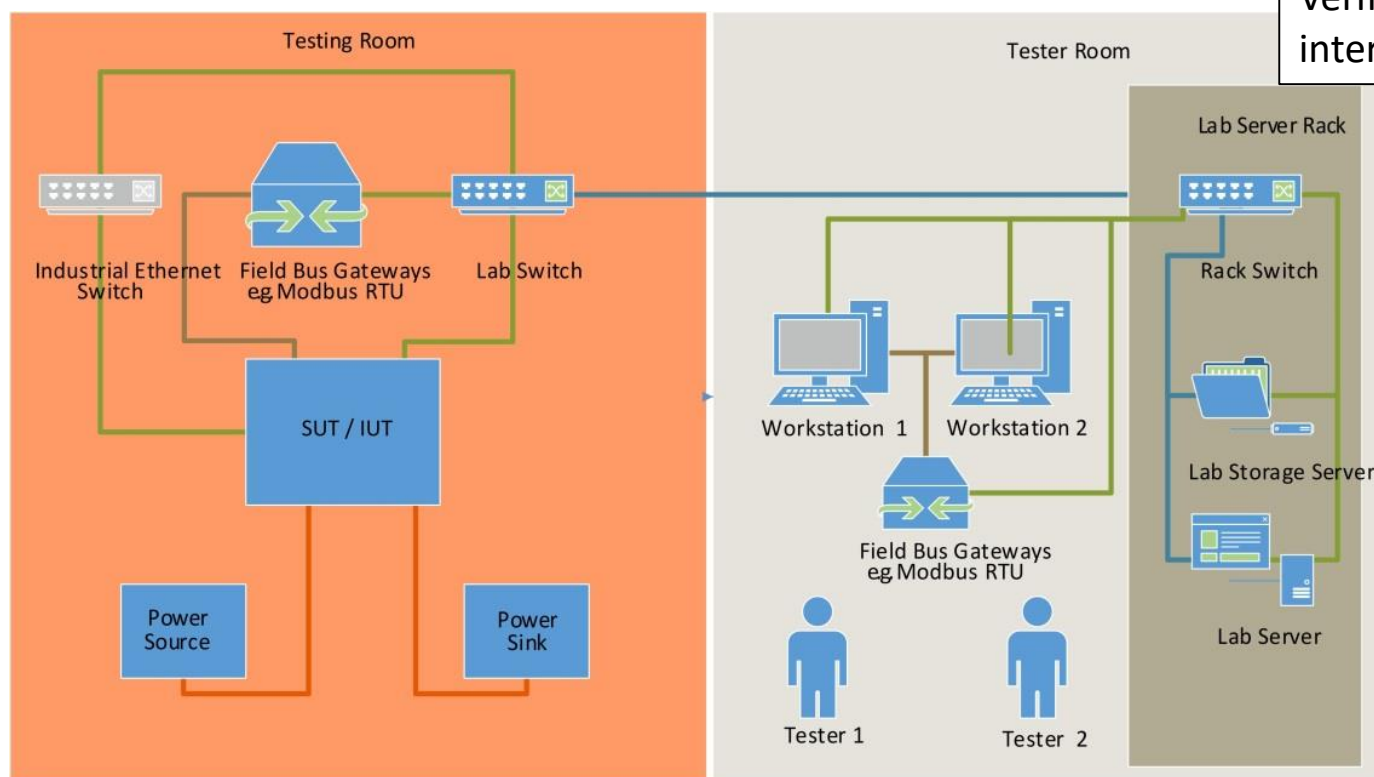 Testing Room
Tester Room
Lab Server Rack
Industrial Ethernet
Switch
Field Bus Gateways
e.g.Modbus RTU
Lab Switch
Rack Switch
SUT / IUT
Workstation 1
Workstation 2
Lab Storage Server
Field Bus Gateways
e.g.Modbus RTU
Power
Source
Power
Sink
Lab Server
Tester 1
Tester 2